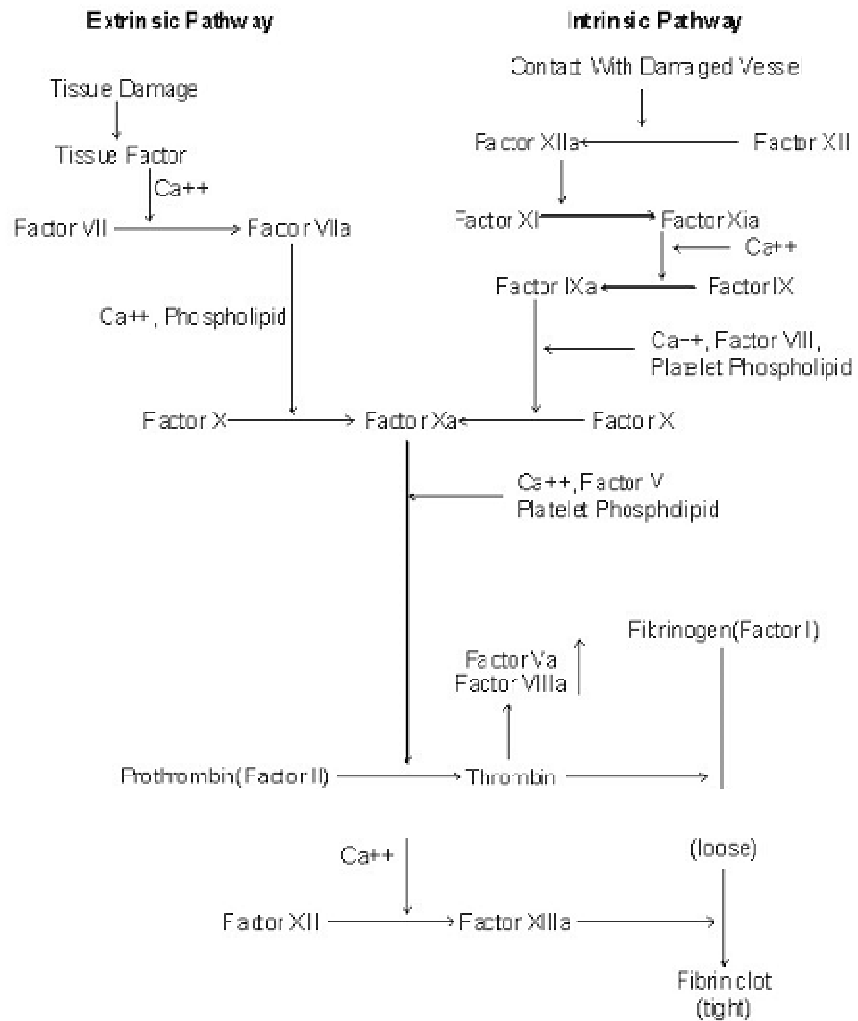 Extrinsic Pathway
Intrinsic Pathway
Contact With Damaged Vesse
Tissue Damage
Factor XIIa
Factor XII
Tissue Factor
Ca++
Factor VII
Factor VIIa
Factor XI
Factor Xia
Ca++
Factor IXa
Factor IX
Ca++, Phospholipid
Ca++, Factor VIII,
Platelet Phospholipid
Factor X
Factor Xa
Factor X
Ca++, Factor V
Platelet Phospholipid
Fibrinogen(Factor I)
Factor Va
Factor VIIIa
Prothrombin(Factor II)
Thrombin
Ca++
(loose)
Factor XII
Factor XIIIa
Fibrin clot
(tight)